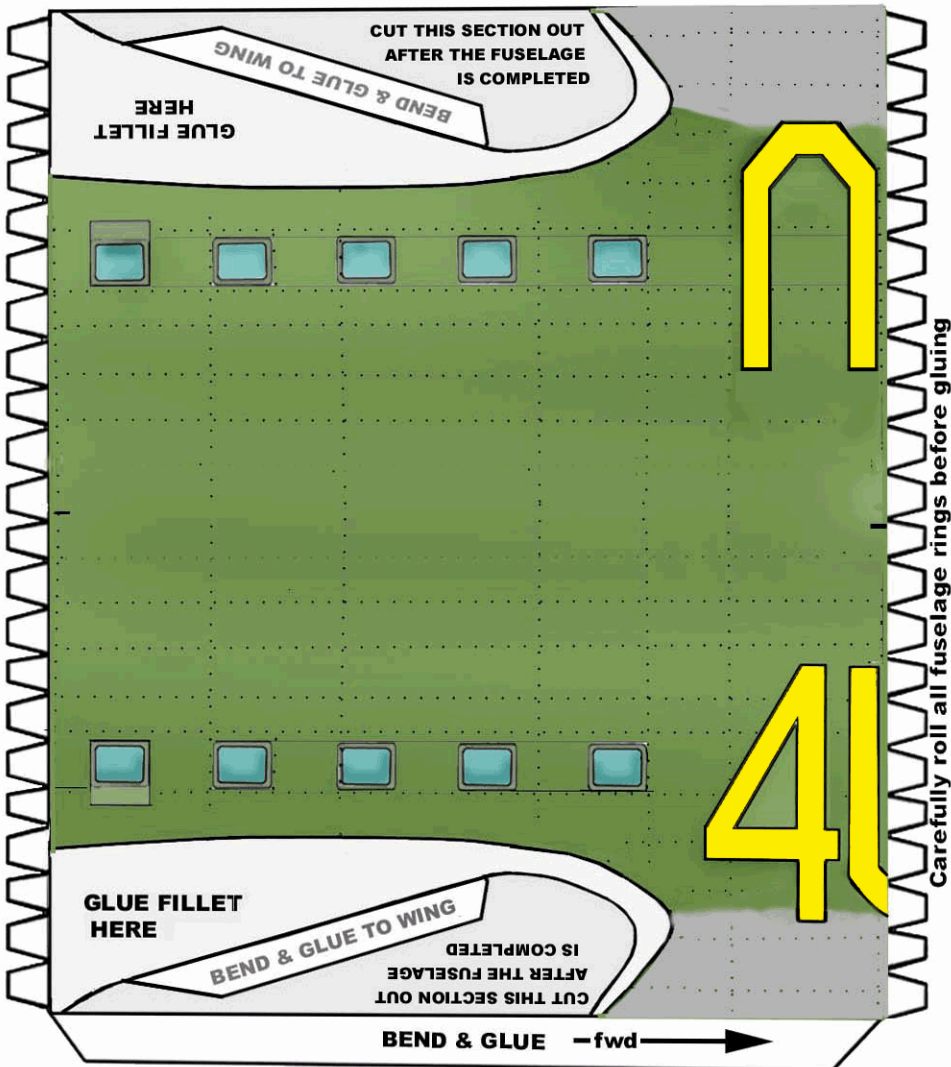 CUT THIS SECTION OUT
AFTER THE FUSELAGE
IS COMPLETED
BEND & GLUE TO WING
GLUE FILLET
HERE
Carefully roll all fuselage rings before gluing
4U
GLUE FILLET
HERE
BEND & GLUE TO WING
CUT THIS SECTION OUT
AFTER THE FUSELAGE
IS COMPLETED
BEND & GLUE –fwd